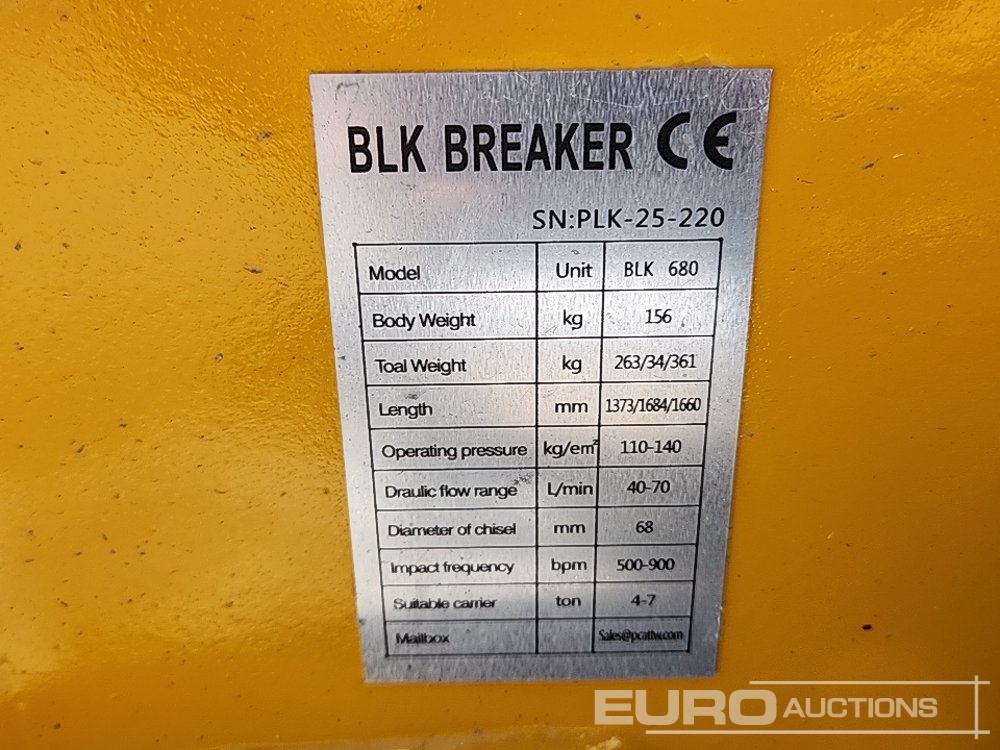 BLK BREAKER CE
SN:PLK-25-220
Model Unit BLK 680
Body Weight kg 156
Toal Weight kg 263/34/361
Length mm 1373/1684/1660
Operating pressure kg/em² 110-140
Draulic flow range L/min 40-70
Diameter of chisel mm 68
Impact frequency bpm 500-900
Suitable carrier ton 4-7
Mailbox Sales@pcattw.com
EURO AUCTIONS